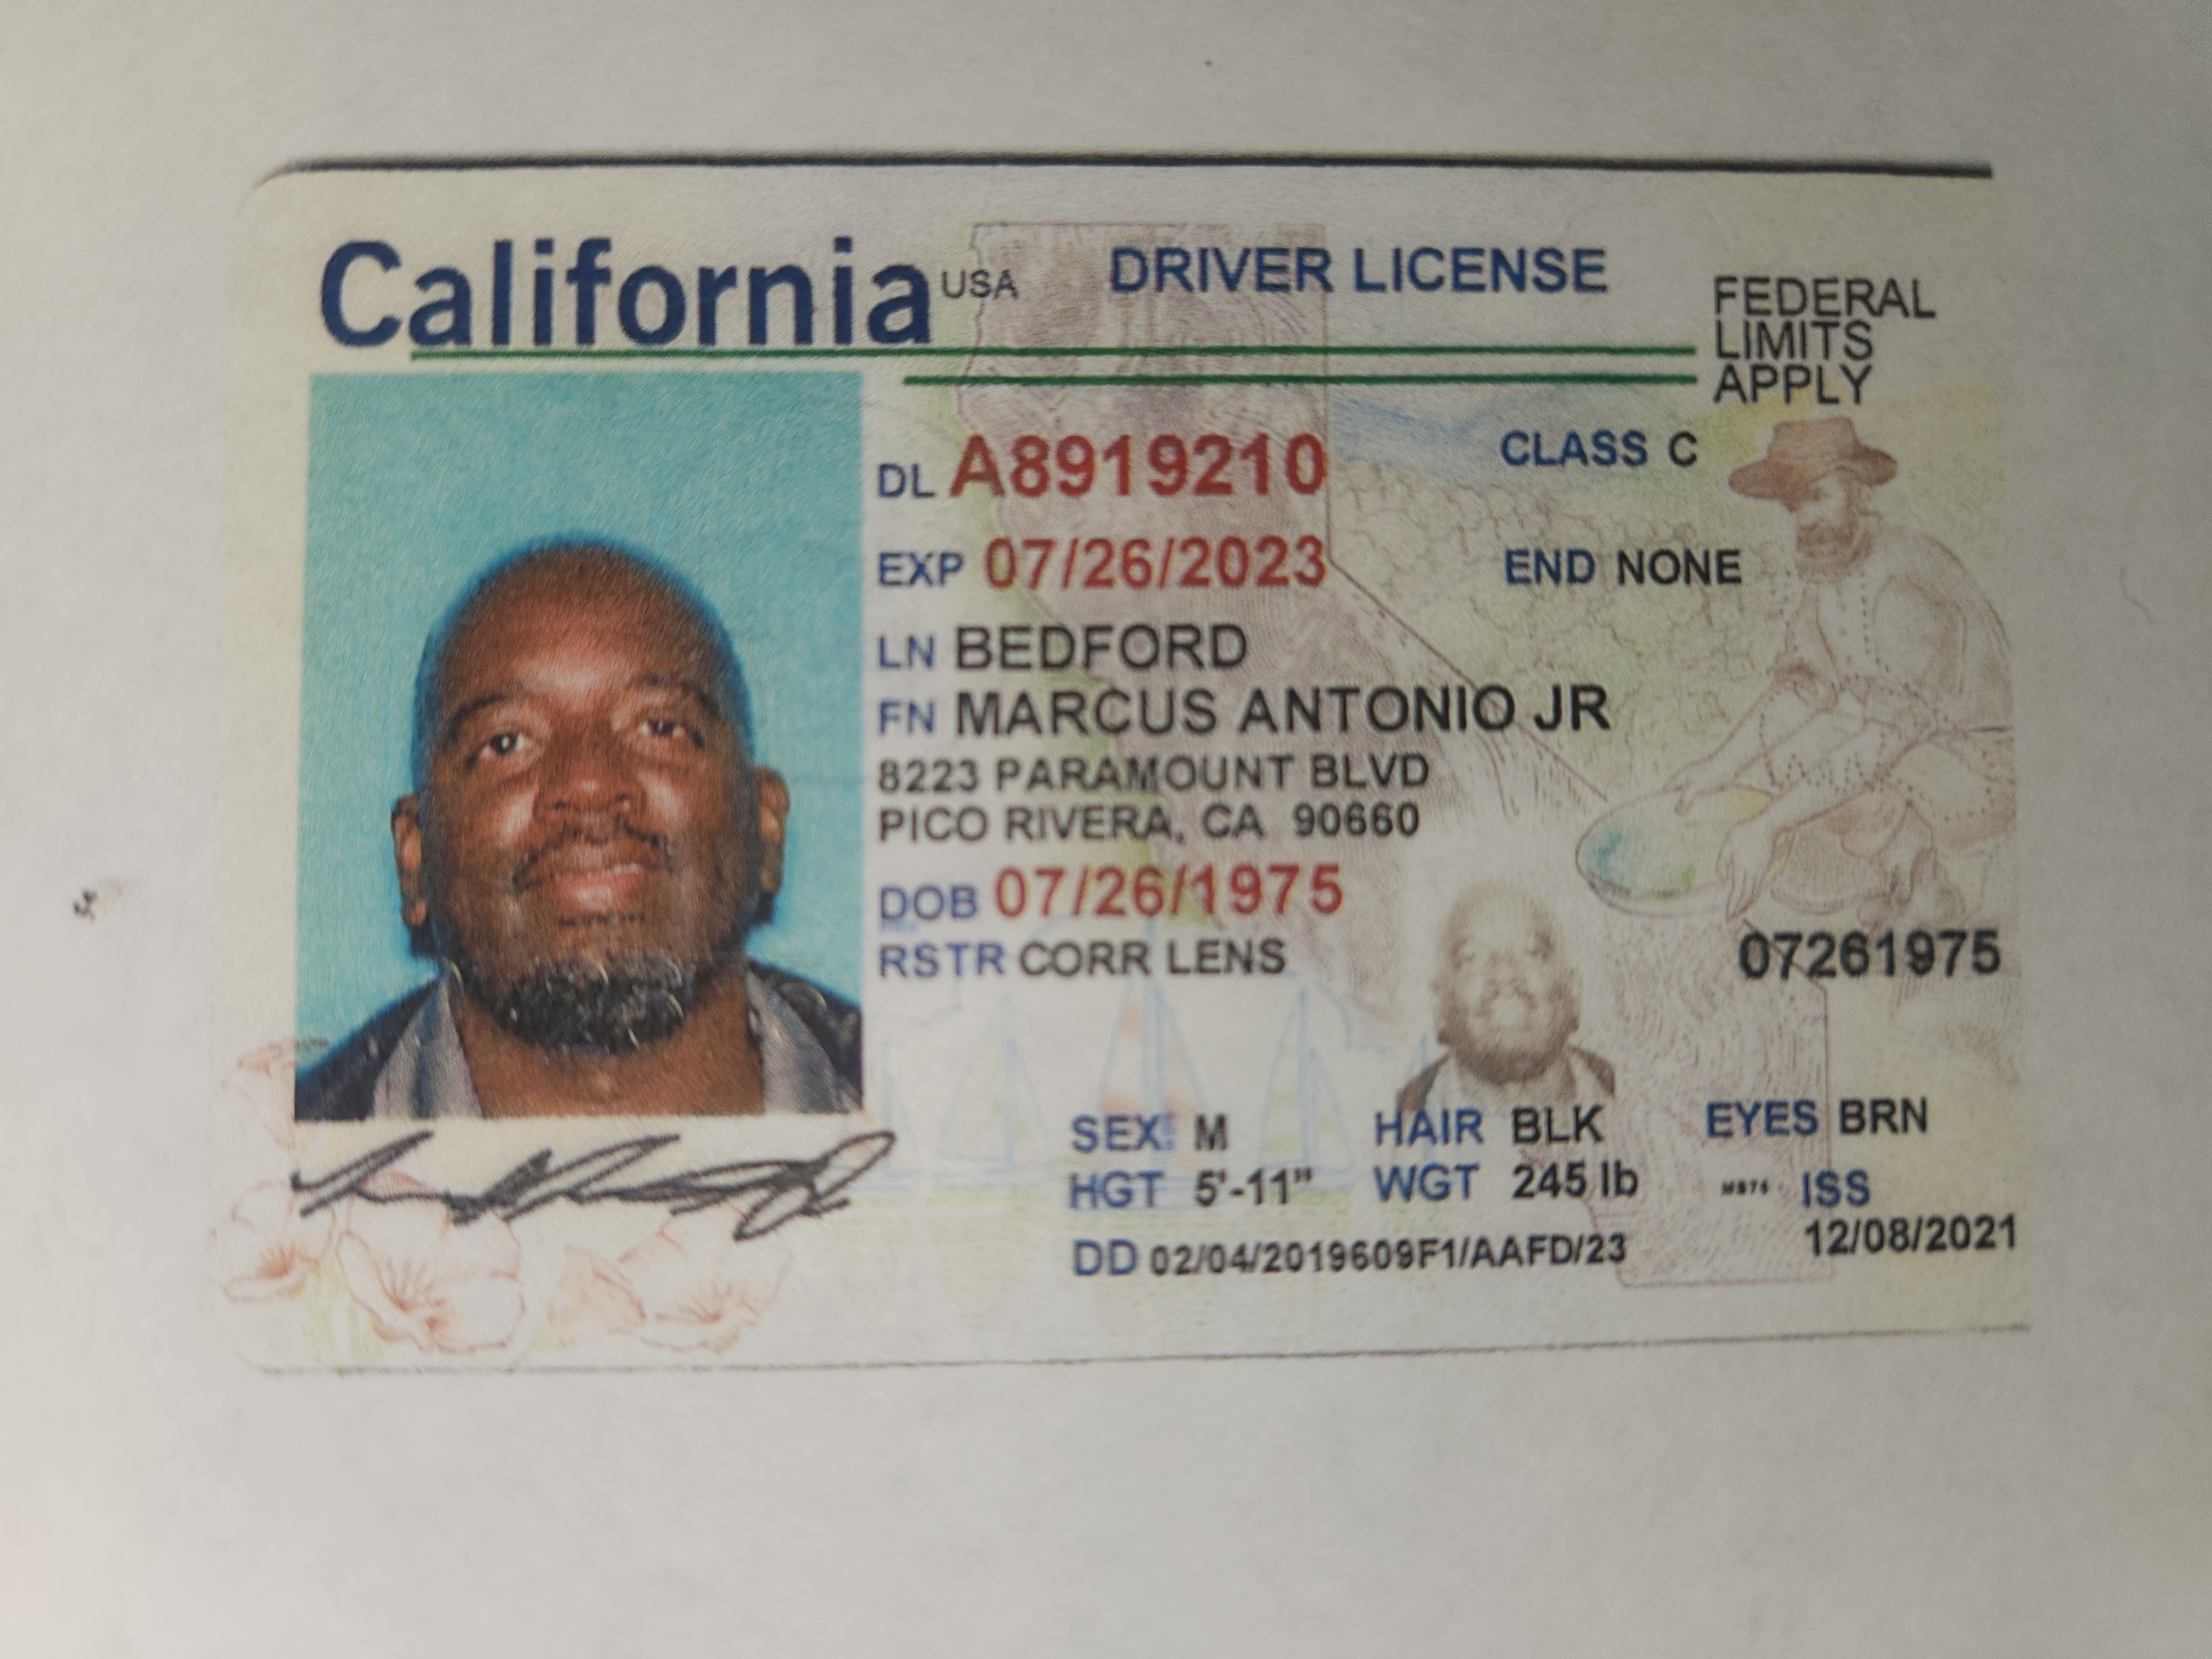 California USA DRIVER LICENSE
FEDERAL
LIMITS
APPLY
DL A8919210 CLASS C
EXP 07/26/2023 END NONE
LN BEDFORD
FN MARCUS ANTONIO JR
8223 PARAMOUNT BLVD
PICO RIVERA, CA 90660
DOB 07/26/1975
RSTR CORR LENS 07261975
SEX M HAIR BLK EYES BRN
HGT 5'-11" WGT 245 lb ISS
DD 02/04/2019609F1/AAFD/23 12/08/2021